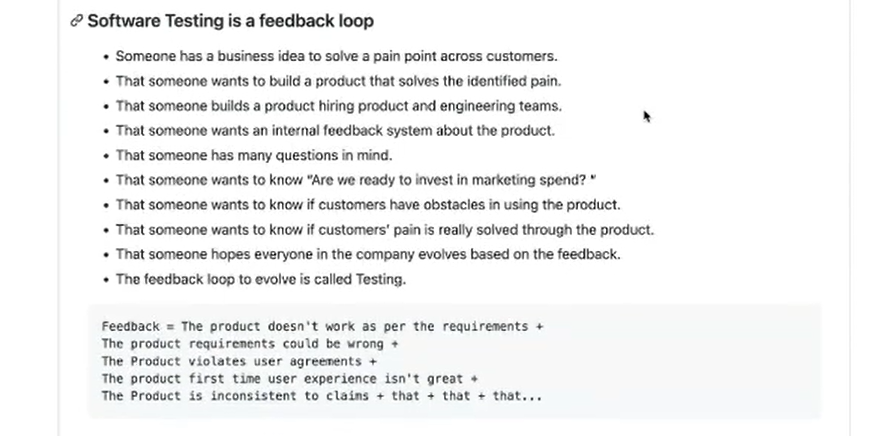 Software Testing is a feedback loop
• Someone has a business idea to solve a pain point across customers.
• That someone wants to build a product that solves the identified pain.
• That someone builds a product hiring product and engineering teams.
• That someone wants an internal feedback system about the product.
• That someone has many questions in mind.
• That someone wants to know "Are we ready to invest in marketing spend? "
• That someone wants to know if customers have obstacles in using the product.
• That someone wants to know if customers' pain is really solved through the product.
• That someone hopes everyone in the company evolves based on the feedback.
• The feedback loop to evolve is called Testing.
Feedback = The product doesn't work as per the requirements +
The product requirements could be wrong +
The Product violates user agreements +
The product first time user experience isn't great +
The Product is inconsistent to claims + that + that + that...